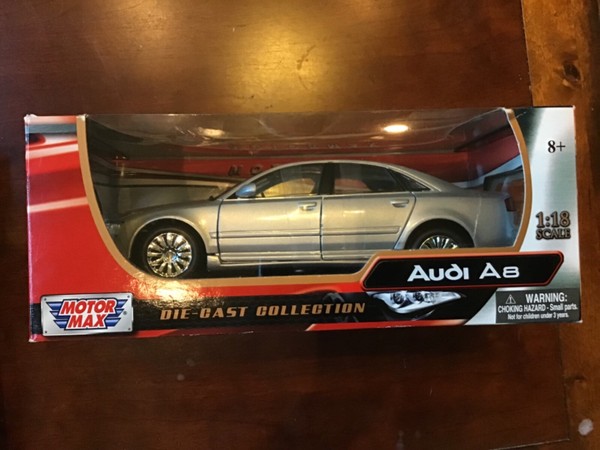 8+
1:18
SCALE
Audi A8
MOTOR
MAX
DIE-CAST COLLECTION
WARNING:
CHOKING HAZARD - Small parts.
Not for children under 3 years.